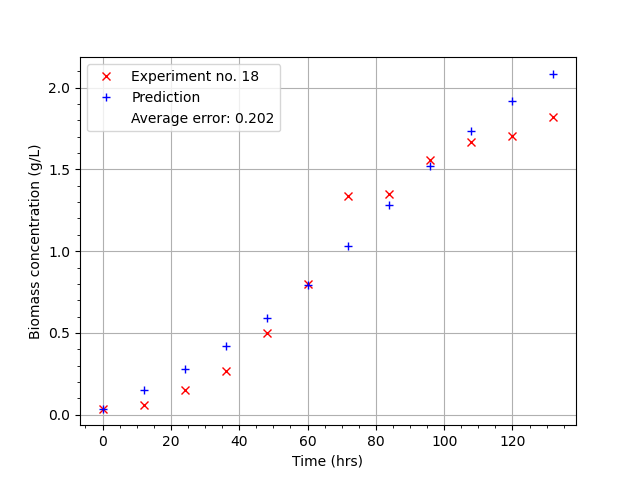 Experiment no. 18
Prediction
Average error: 0.202
Biomass concentration (g/L)
2.0
1.5
1.0
0.5
0.0
0 20 40 60 80 100 120
Time (hrs)